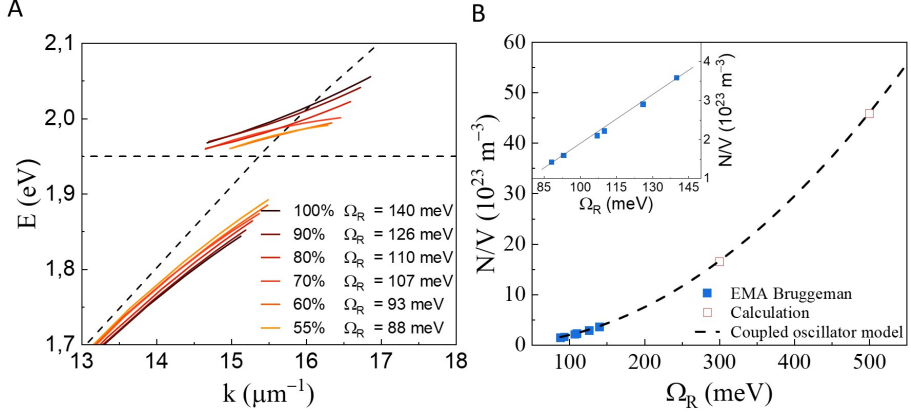 A
E (eV)
2,1
2,0
1,9
1,8
1,7
100% Ω_R = 140 meV
90% Ω_R = 126 meV
80% Ω_R = 110 meV
70% Ω_R = 107 meV
60% Ω_R = 93 meV
55% Ω_R = 88 meV
13 14 15 16 17 18
k (μm⁻¹)
B
N/V (10²³ m⁻³)
60
50
40
30
20
10
0
4
3
2
1
N/V (10²³ m⁻³)
85 105 125 145
Ω_R (meV)
EMA Bruggeman
Calculation
Coupled oscillator model
100 200 300 400 500
Ω_R (meV)